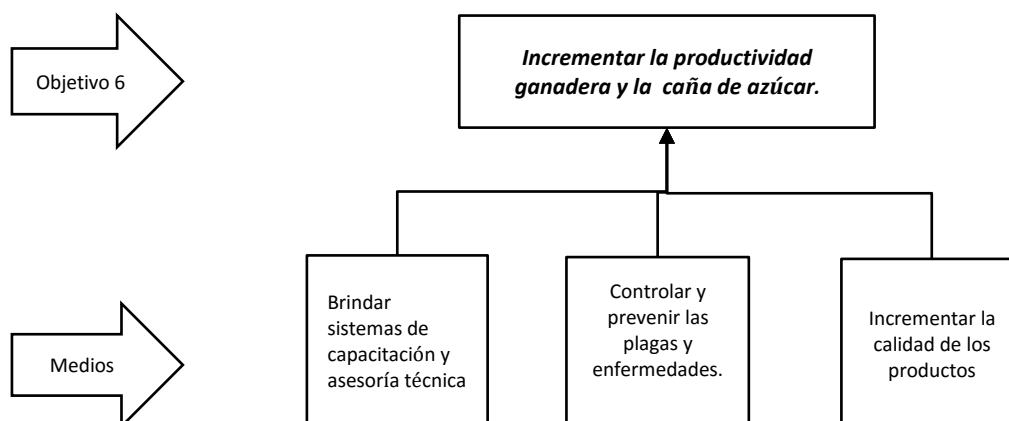 Objetivo 6
Incrementar la productividad
ganadera y la caña de azúcar.
Medios
Brindar
sistemas de
capacitación y
asesoría técnica
Controlar y
prevenir las
plagas y
enfermedades.
Incrementar la
calidad de los
productos